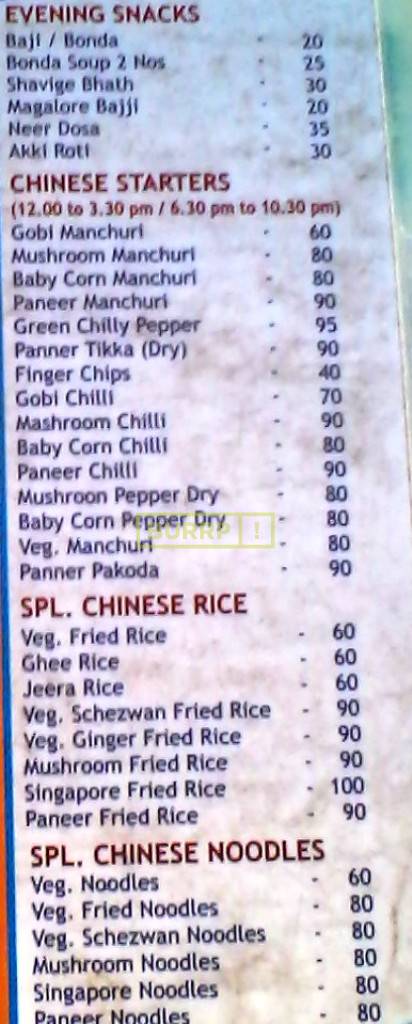 EVENING SNACKS
Baji / Bonda - 20
Bonda Soup 2 Nos - 25
Shavige Bhath - 30
Magalore Bajji - 20
Neer Dosa - 35
Akki Roti - 30
CHINESE STARTERS
(12.00 to 3.30 pm / 6.30 pm to 10.30 pm)
Gobi Manchuri - 60
Mushroom Manchuri - 80
Baby Corn Manchuri - 80
Paneer Manchuri - 90
Green Chilly Pepper - 95
Panner Tikka (Dry) - 90
Finger Chips - 40
Gobi Chilli - 70
Mashroom Chilli - 90
Baby Corn Chilli - 80
Paneer Chilli - 90
Mushroon Pepper Dry - 80
Baby Corn Pepper Dry - 80
BURRP!
Veg. Manchuri - 80
Panner Pakoda - 90
SPL. CHINESE RICE
Veg. Fried Rice - 60
Ghee Rice - 60
Jeera Rice - 60
Veg. Schezwan Fried Rice - 90
Veg. Ginger Fried Rice - 90
Mushroom Fried Rice - 90
Singapore Fried Rice - 100
Paneer Fried Rice - 90
SPL. CHINESE NOODLES
Veg. Noodles - 60
Veg. Fried Noodles - 80
Veg. Schezwan Noodles - 80
Mushroom Noodles - 80
Singapore Noodles - 80
Paneer Noodles - 80